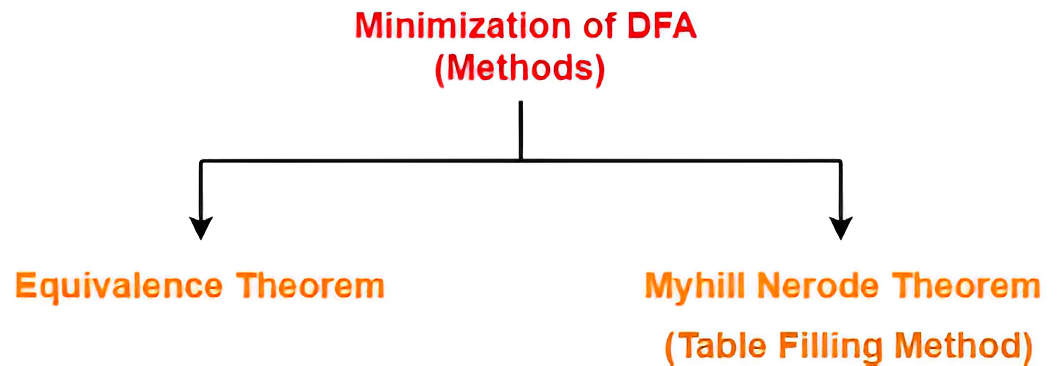 Minimization of DFA
(Methods)
Equivalence Theorem
Myhill Nerode Theorem
(Table Filling Method)